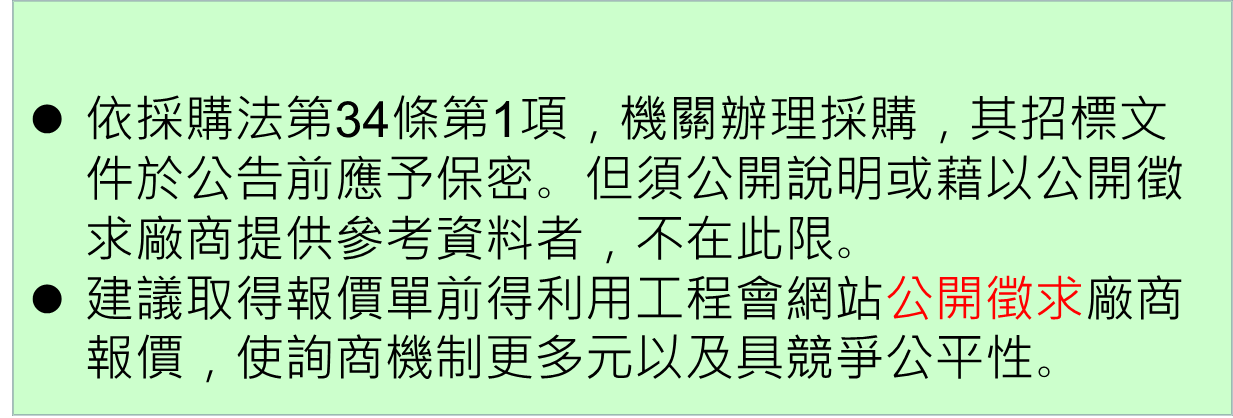 ● 依採購法第34條第1項，機關辦理採購，其招標文
件於公告前應予保密。但須公開說明或藉以公開徵
求廠商提供參考資料者，不在此限。
● 建議取得報價單前得利用工程會網站公開徵求廠商
報價，使詢商機制更多元以及具競爭公平性。